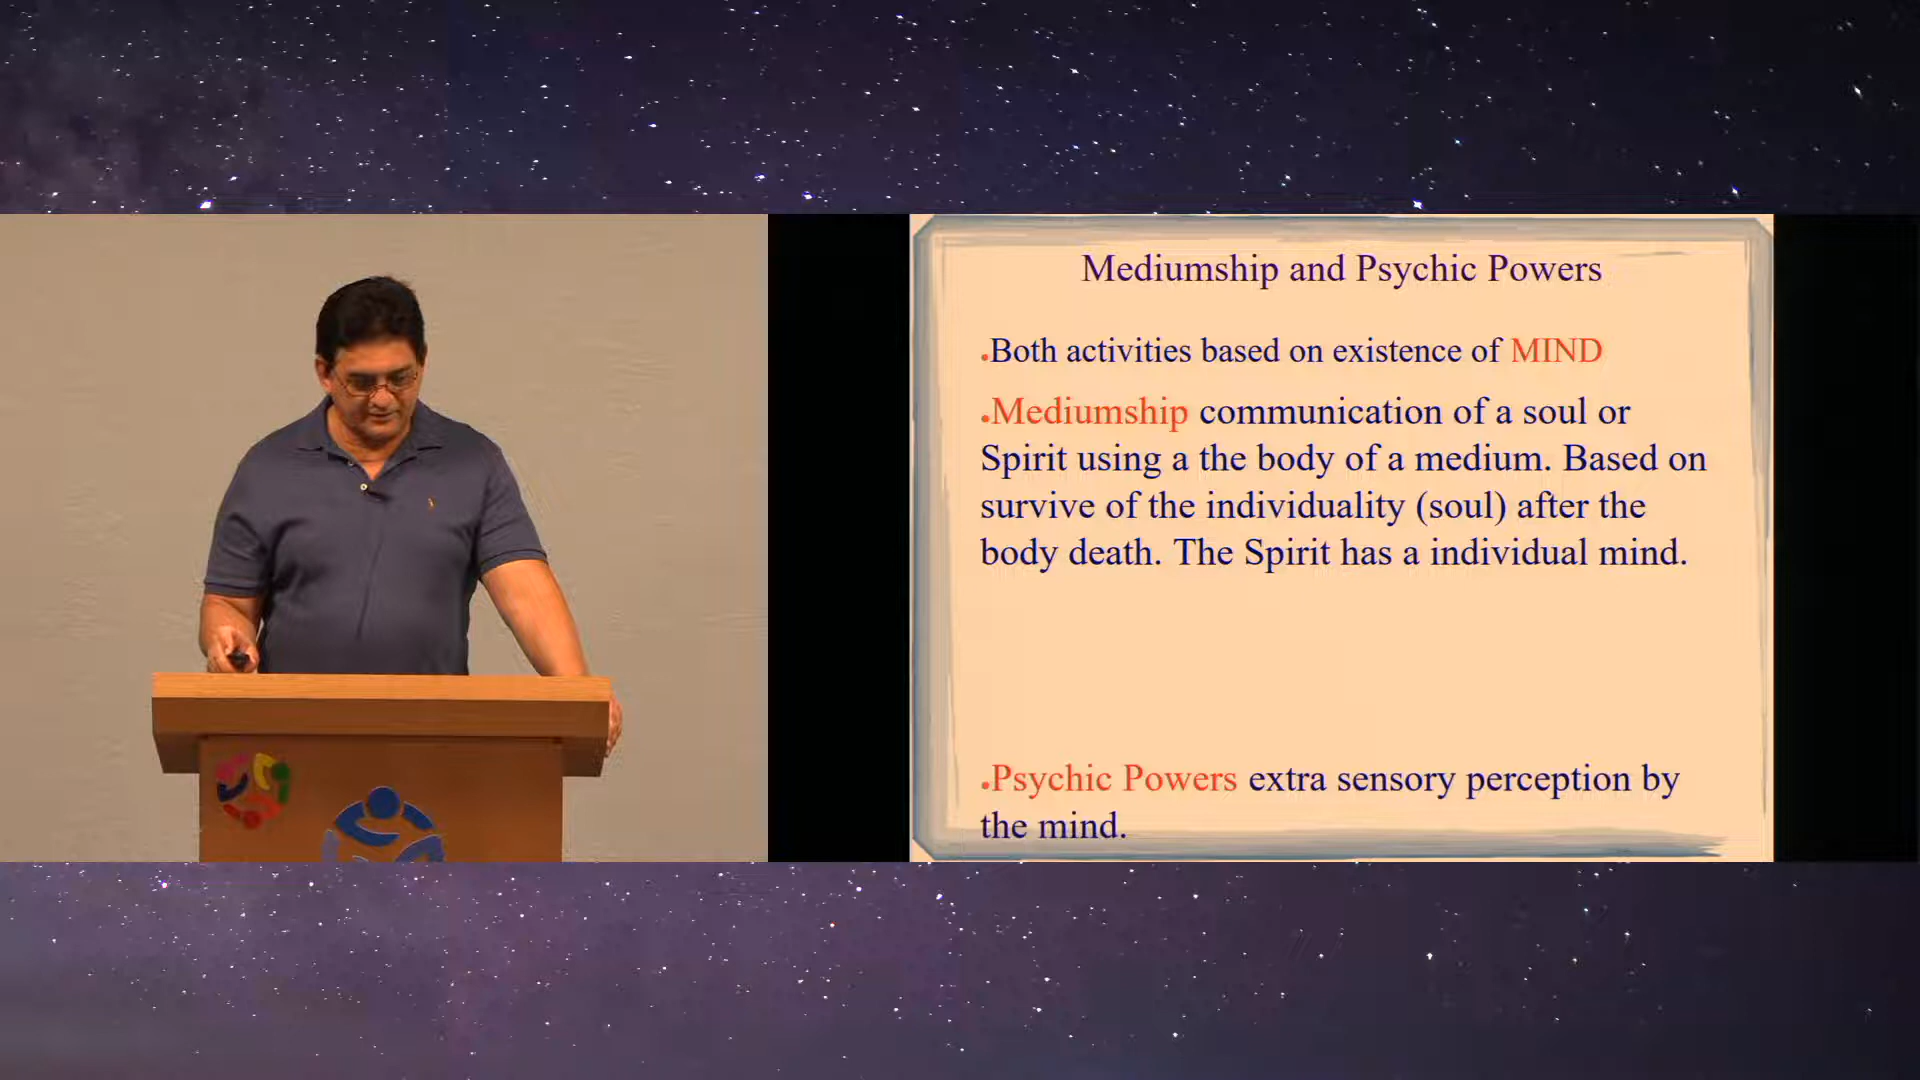 Mediumship and Psychic Powers
.Both activities based on existence of MIND
.Mediumship communication of a soul or
Spirit using a the body of a medium. Based on
survive of the individuality (soul) after the
body death. The Spirit has a individual mind.
.Psychic Powers extra sensory perception by
the mind.